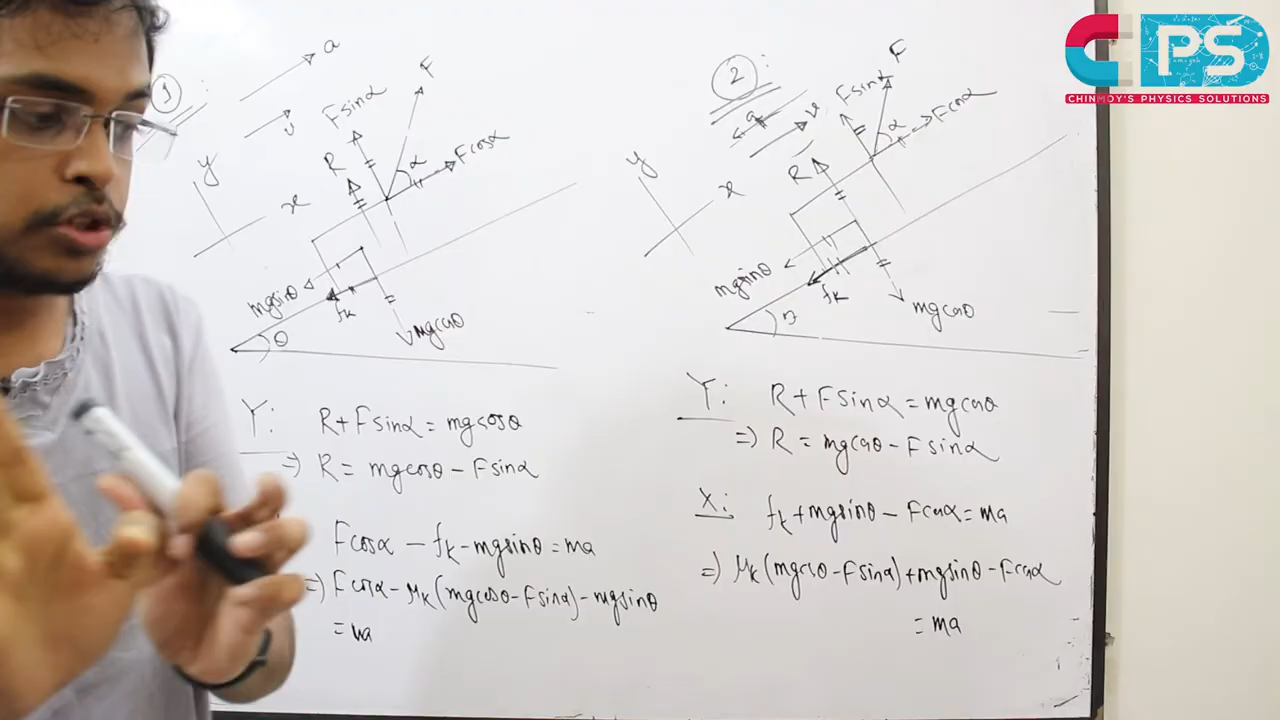 CPS
CHINMOY'S PHYSICS SOLUTIONS
1 :
a
v
y
x
F
F sinα
R
α
F cosα
mg sinθ
fk
θ
mg cosθ
Y:
R + F sinα = mg cosθ
⇒ R = mg cosθ - F sinα
F cosα - fk - mg sinθ = ma
⇒ F cosα - μk (mg cosθ - F sinα) - mg sinθ
= ma
2 :
a
v
y
x
F
F sinα
R
α
F cosα
mg sinθ
fk
mg cosθ
Y:
R + F sinα = mg cosθ
⇒ R = mg cosθ - F sinα
X:
fk + mg sinθ - F cosα = ma
⇒ μk (mg cosθ - F sinα) + mg sinθ - F cosα
= ma